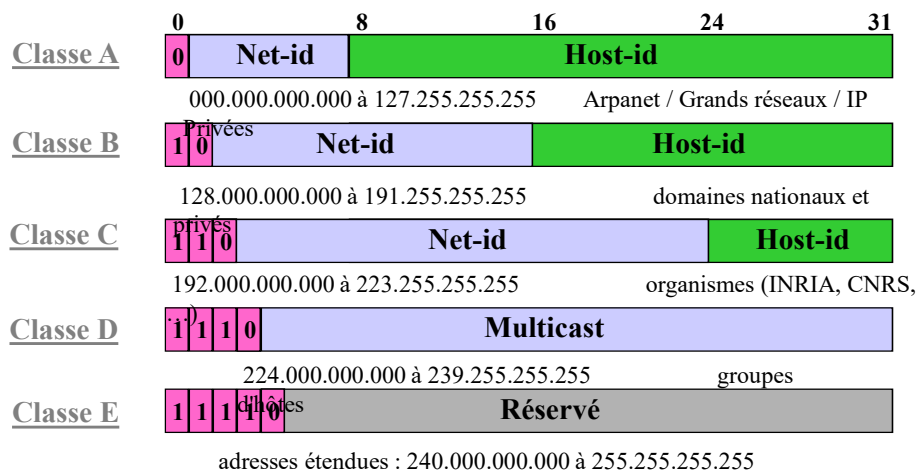 0 8 16 24 31
Classe A 0 Net-id Host-id
000.000.000.000 à 127.255.255.255 Arpanet / Grands réseaux / IP
Privées
Classe B 1 0 Net-id Host-id
128.000.000.000 à 191.255.255.255 domaines nationaux et
privés
Classe C 1 1 0 Net-id Host-id
192.000.000.000 à 223.255.255.255 organismes (INRIA, CNRS,
…)
Classe D 1 1 1 0 Multicast
224.000.000.000 à 239.255.255.255 groupes
d'hôtes
Classe E 1 1 1 1 0 Réservé
adresses étendues : 240.000.000.000 à 255.255.255.255